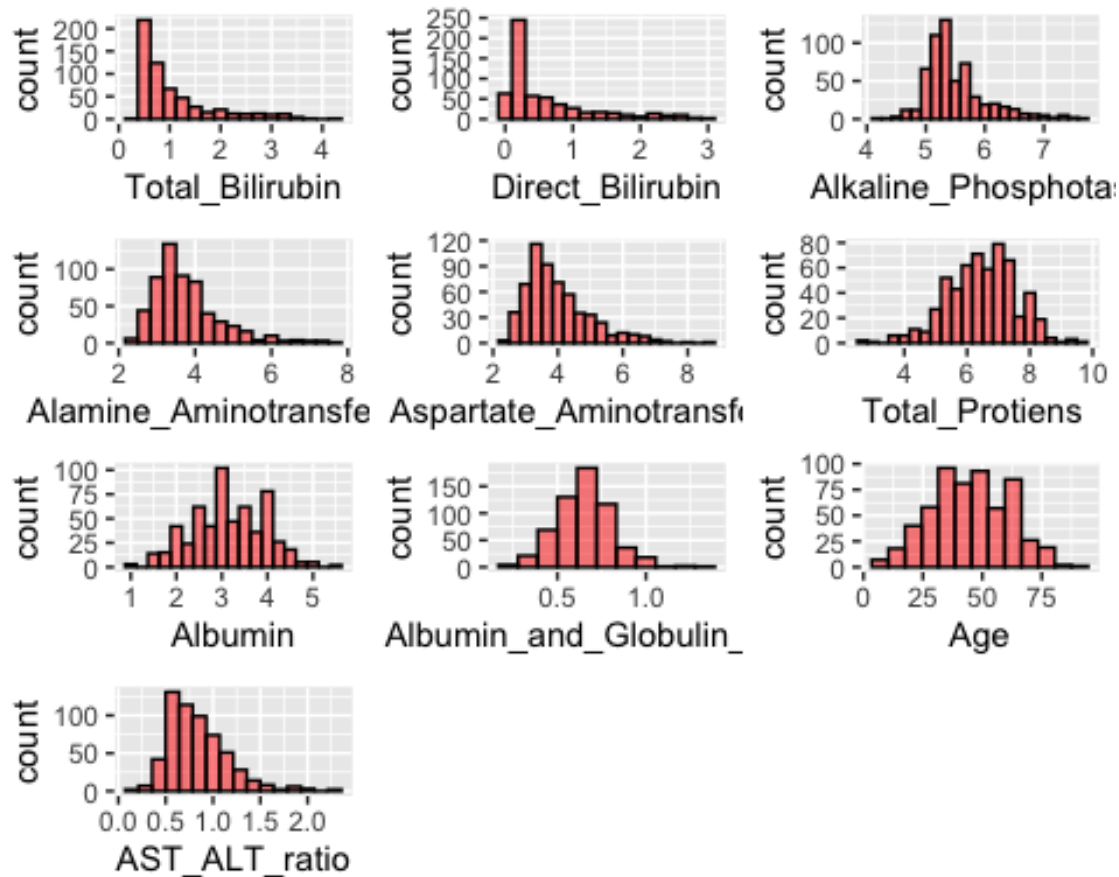 count
200
150
100
50
0
0 1 2 3 4
Total_Bilirubin
count
250
200
150
100
50
0
0 1 2 3
Direct_Bilirubin
count
100
50
0
4 5 6 7
Alkaline_Phosphota
count
100
50
0
2 4 6 8
Alamine_Aminotransfe
count
120
90
60
30
0
2 4 6 8
Aspartate_Aminotransf
count
80
60
40
20
0
4 6 8 10
Total_Protiens
count
100
75
50
25
0
1 2 3 4 5
Albumin
count
150
100
50
0
0.5 1.0
Albumin_and_Globulin_
count
100
75
50
25
0
0 25 50 75
Age
count
100
50
0
0.0 0.5 1.0 1.5 2.0
AST_ALT_ratio